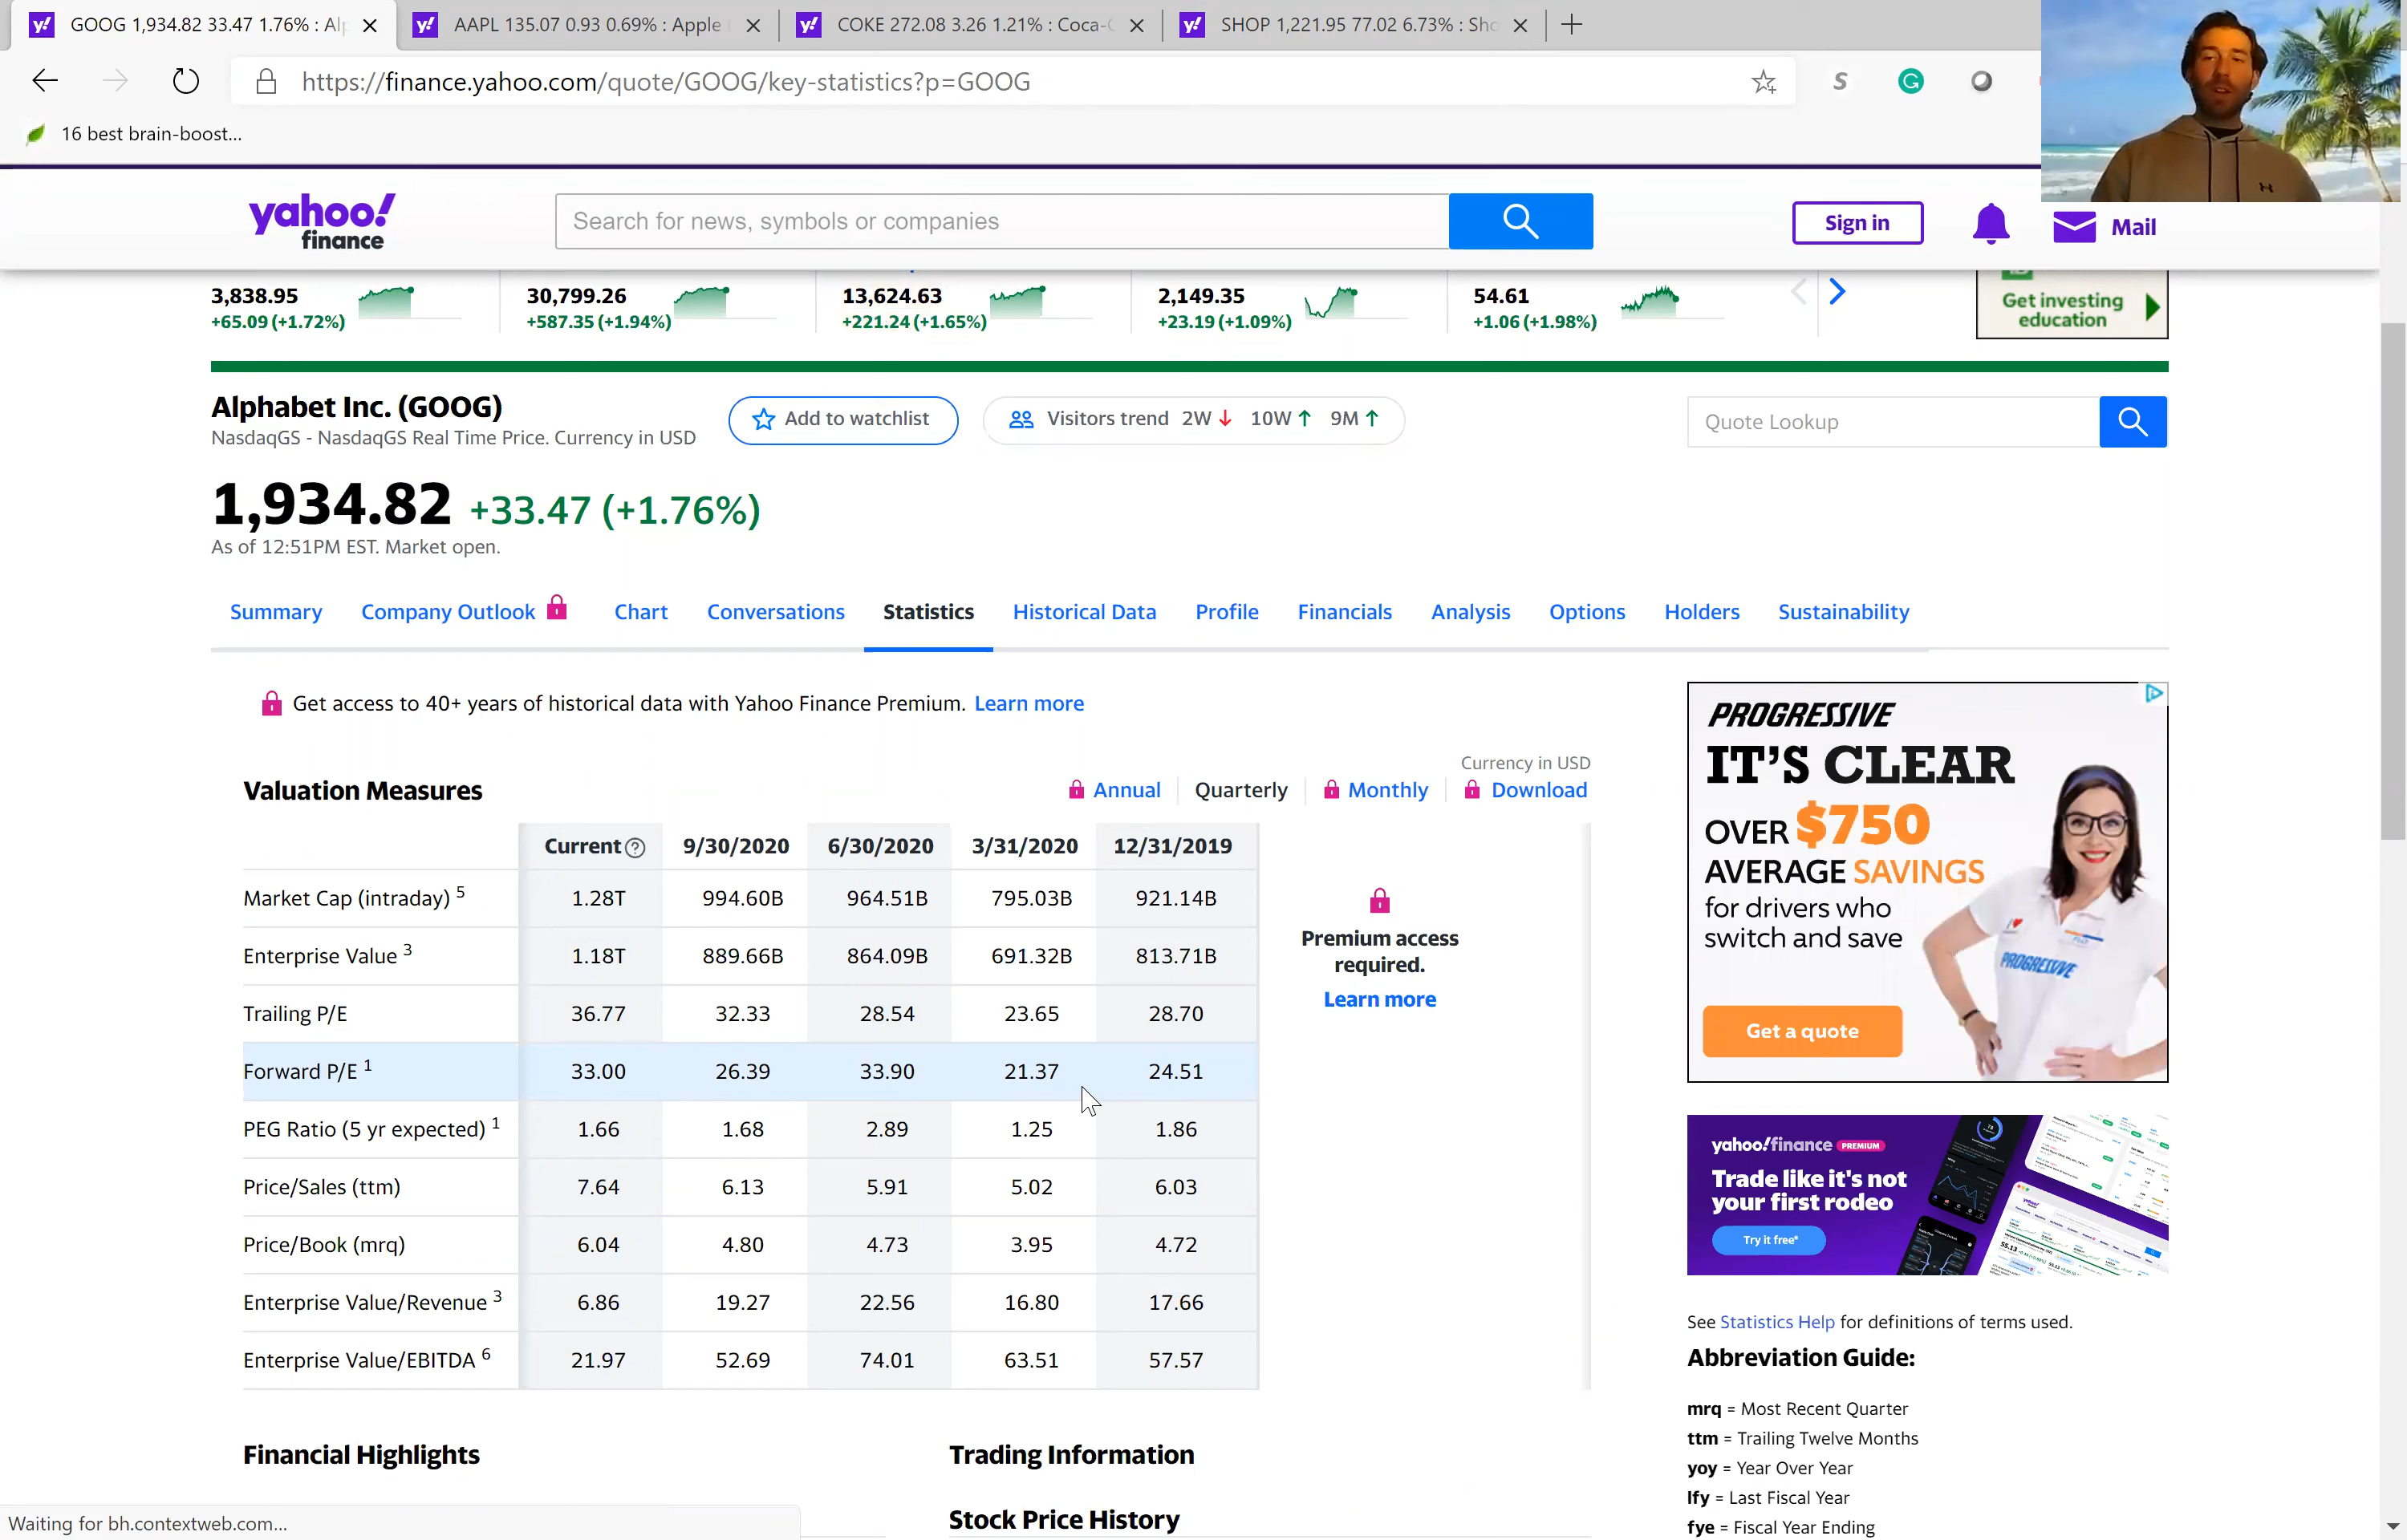 GOOG 1,934.82 33.47 1.76% : Al
AAPL 135.07 0.93 0.69% : Apple
COKE 272.08 3.26 1.21% : Coca-C
SHOP 1,221.95 77.02 6.73% : Sho
https://finance.yahoo.com/quote/GOOG/key-statistics?p=GOOG
16 best brain-boost...
yahoo!
finance
Search for news, symbols or companies
Sign in
Mail
3,838.95
+65.09 (+1.72%)
30,799.26
+587.35 (+1.94%)
13,624.63
+221.24 (+1.65%)
2,149.35
+23.19 (+1.09%)
54.61
+1.06 (+1.98%)
Get investing
education
Alphabet Inc. (GOOG)
NasdaqGS - NasdaqGS Real Time Price. Currency in USD
Add to watchlist
Visitors trend 2W 10W 9M
Quote Lookup
1,934.82 +33.47 (+1.76%)
As of 12:51PM EST. Market open.
Summary Company Outlook Chart Conversations Statistics Historical Data Profile Financials Analysis Options Holders Sustainability
Get access to 40+ years of historical data with Yahoo Finance Premium. Learn more
Currency in USD
Valuation Measures
Annual Quarterly Monthly Download
Current 9/30/2020 6/30/2020 3/31/2020 12/31/2019
Market Cap (intraday) 5 1.28T 994.60B 964.51B 795.03B 921.14B
Enterprise Value 3 1.18T 889.66B 864.09B 691.32B 813.71B
Trailing P/E 36.77 32.33 28.54 23.65 28.70
Forward P/E 1 33.00 26.39 33.90 21.37 24.51
PEG Ratio (5 yr expected) 1 1.66 1.68 2.89 1.25 1.86
Price/Sales (ttm) 7.64 6.13 5.91 5.02 6.03
Price/Book (mrq) 6.04 4.80 4.73 3.95 4.72
Enterprise Value/Revenue 3 6.86 19.27 22.56 16.80 17.66
Enterprise Value/EBITDA 6 21.97 52.69 74.01 63.51 57.57
Premium access
required.
Learn more
PROGRESSIVE
IT'S CLEAR
OVER $750
AVERAGE SAVINGS
for drivers who
switch and save
PROGRESSIVE
Get a quote
yahoo!finance PREMIUM
Trade like it's not
your first rodeo
Try it free*
See Statistics Help for definitions of terms used.
Abbreviation Guide:
mrq = Most Recent Quarter
ttm = Trailing Twelve Months
yoy = Year Over Year
lfy = Last Fiscal Year
fye = Fiscal Year Ending
Financial Highlights
Trading Information
Stock Price History
Waiting for bh.contextweb.com...